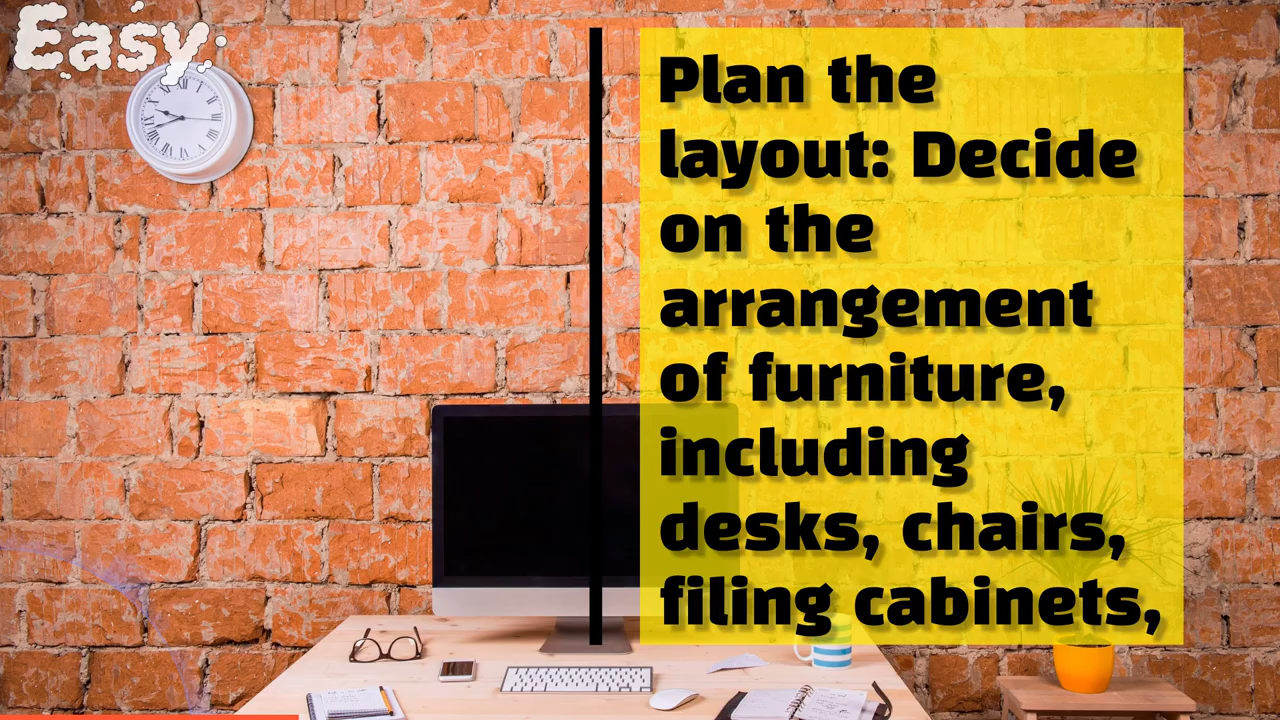 Easy.
Plan the
layout: Decide
on the
arrangement
of furniture,
including
desks, chairs,
filing cabinets,